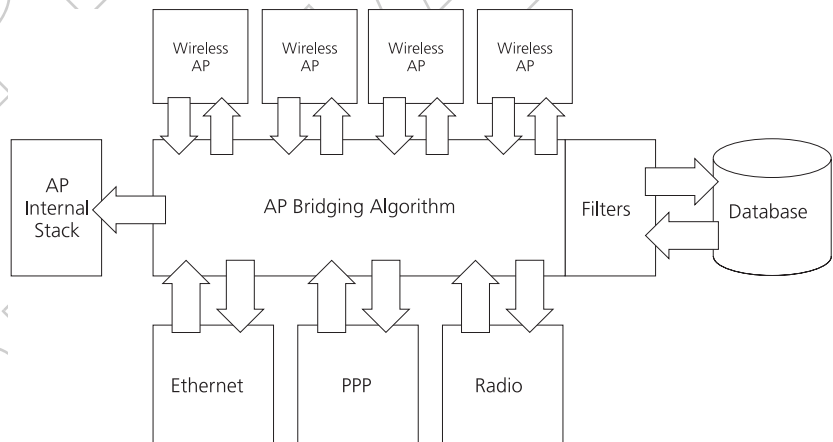 Wireless
AP
Wireless
AP
Wireless
AP
Wireless
AP
AP
Internal
Stack
AP Bridging Algorithm
Filters
Database
Ethernet
PPP
Radio